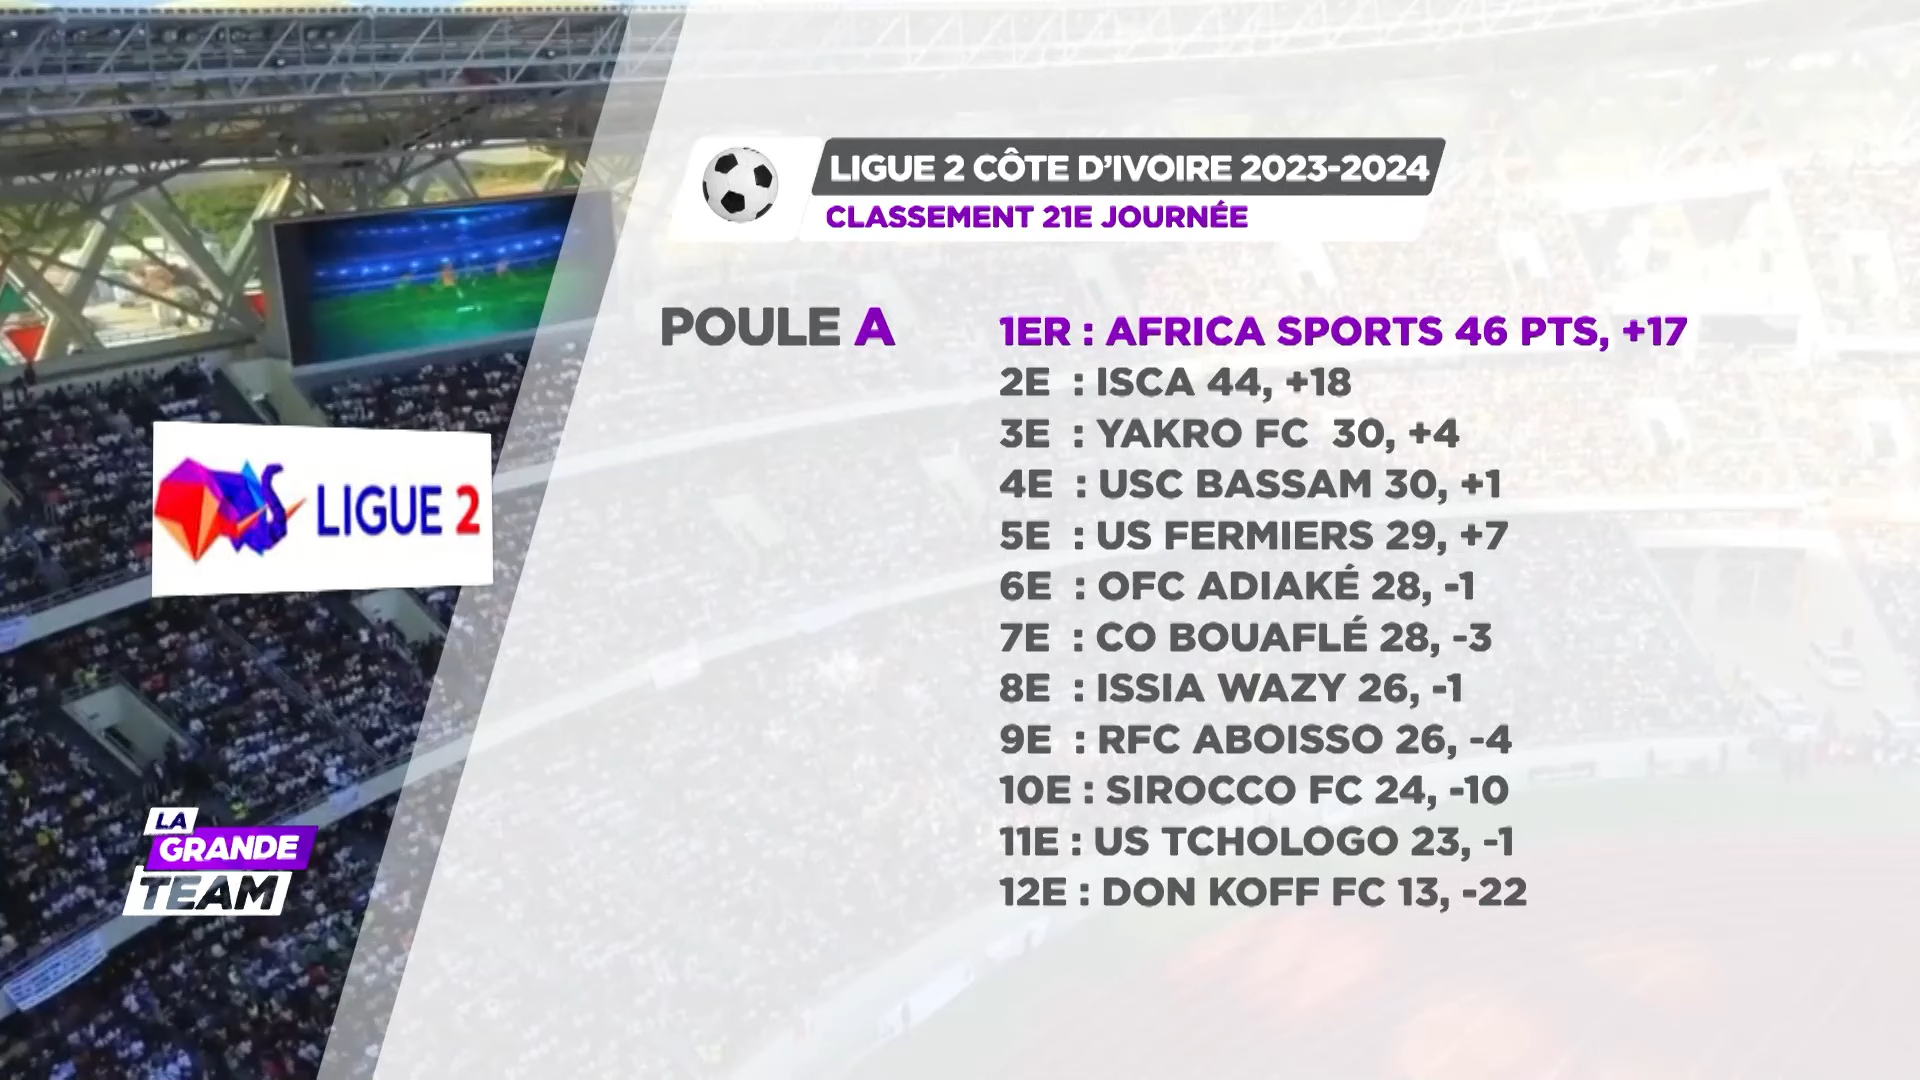 LIGUE 2 CÔTE D'IVOIRE 2023-2024
CLASSEMENT 21E JOURNÉE
POULE A
1ER : AFRICA SPORTS 46 PTS, +17
2E : ISCA 44, +18
3E : YAKRO FC 30, +4
4E : USC BASSAM 30, +1
5E : US FERMIERS 29, +7
6E : OFC ADIAKÉ 28, -1
7E : CO BOUAFLÉ 28, -3
8E : ISSIA WAZY 26, -1
9E : RFC ABOISSO 26, -4
10E : SIROCCO FC 24, -10
11E : US TCHOLOGO 23, -1
12E : DON KOFF FC 13, -22
LIGUE 2
LA
GRANDE
TEAM